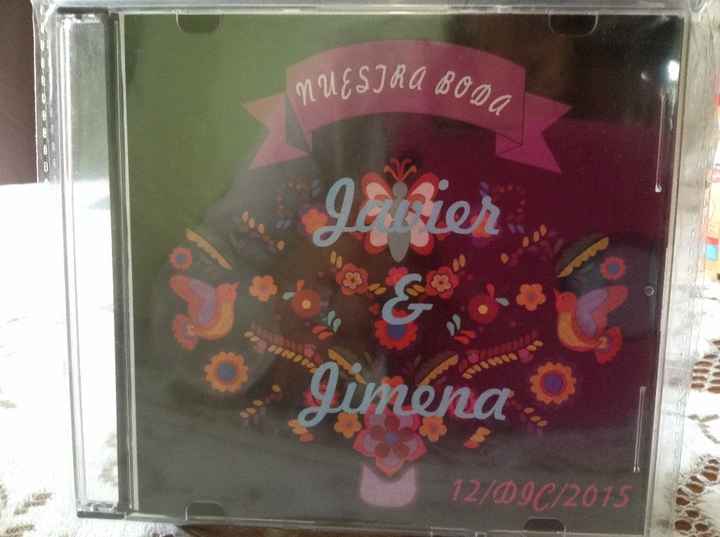 NUESTRA BODA
Javier
&
Jimena
12/DIC/2015